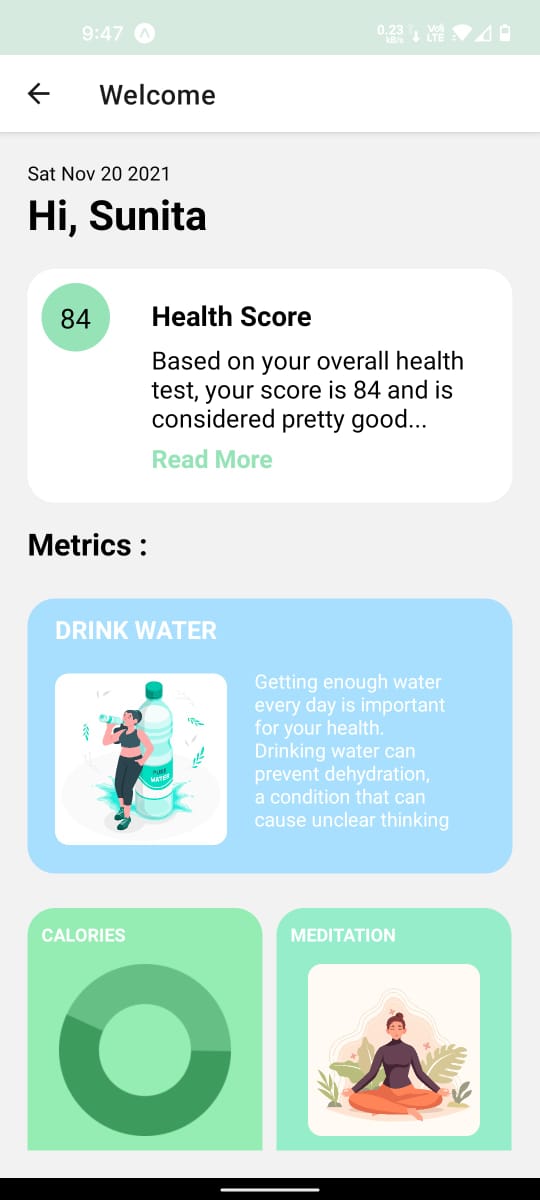 9:47
0.23
kB/s
Vo
LTE
Welcome
Sat Nov 20 2021
Hi, Sunita
84
Health Score
Based on your overall health
test, your score is 84 and is
considered pretty good...
Read More
Metrics :
DRINK WATER
Getting enough water
every day is important
for your health.
Drinking water can
prevent dehydration,
a condition that can
cause unclear thinking
PURE
WATER
CALORIES
MEDITATION